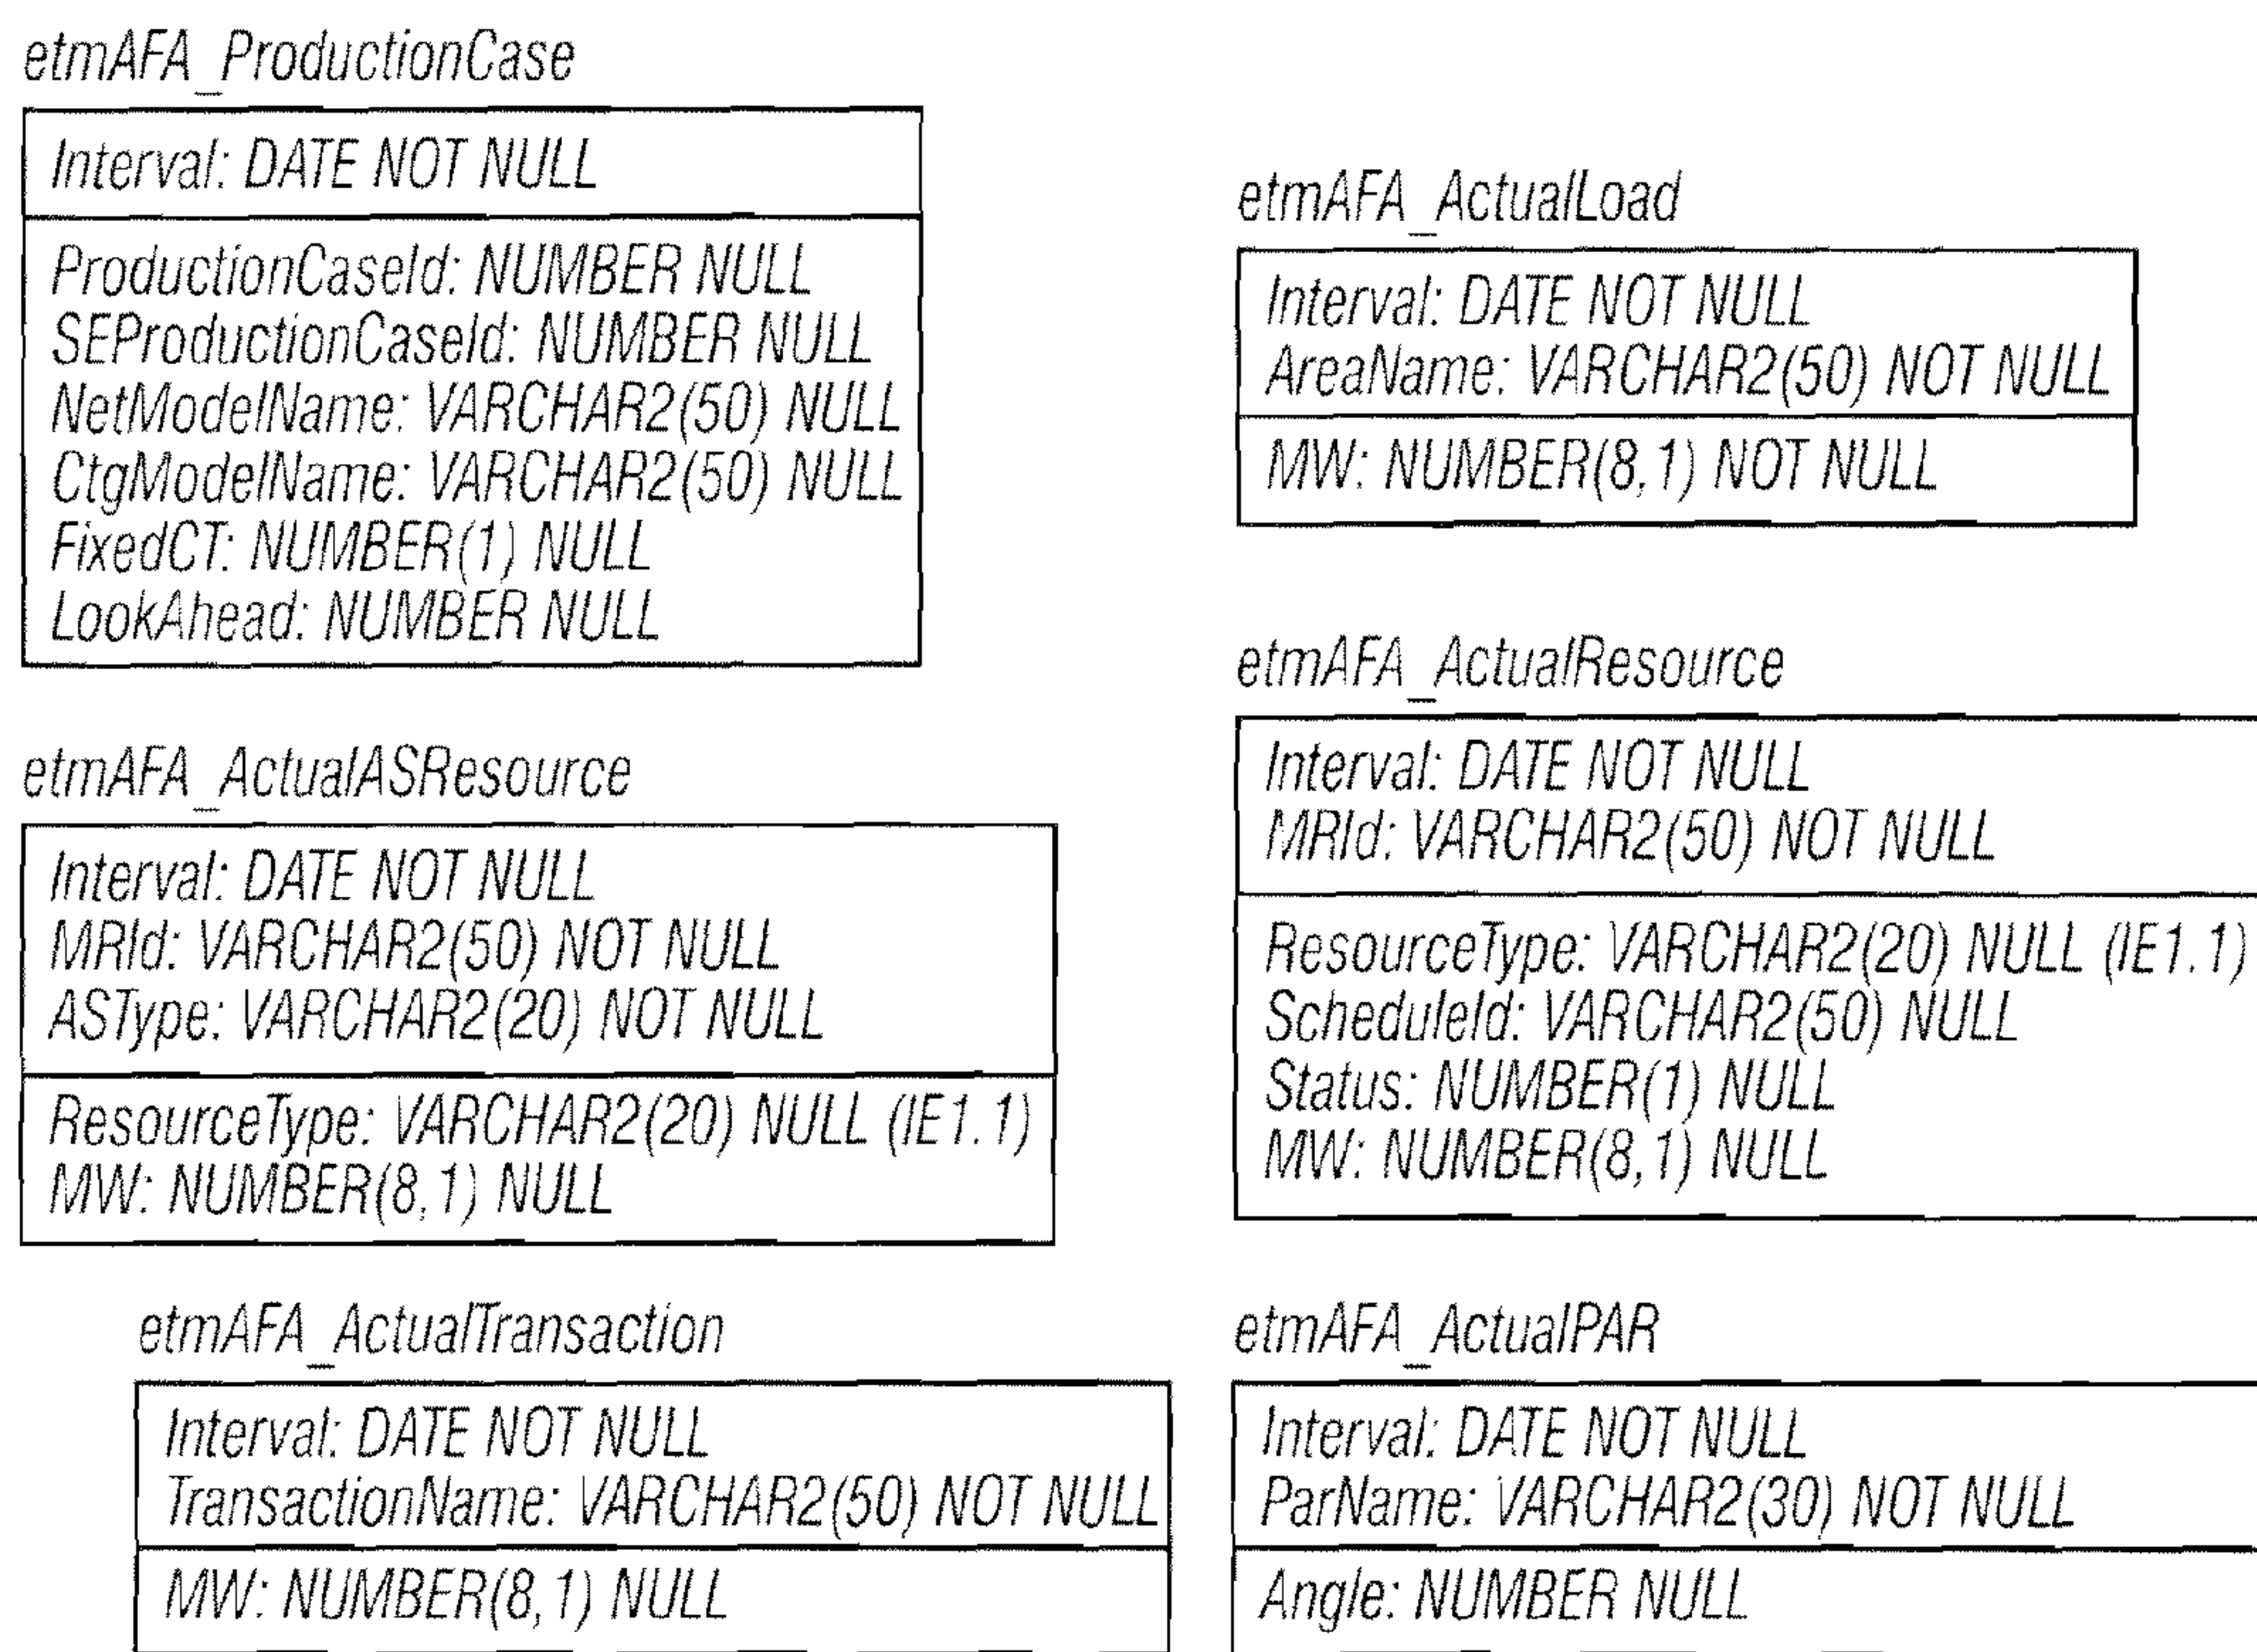 etmAFA_ProductionCase
Interval: DATE NOT NULL
ProductionCaseId: NUMBER NULL
SEProductionCaseId: NUMBER NULL
NetModelName: VARCHAR2(50) NULL
CtgModelName: VARCHAR2(50) NULL
FixedCT: NUMBER(1) NULL
LookAhead: NUMBER NULL
etmAFA_ActualLoad
Interval: DATE NOT NULL
AreaName: VARCHAR2(50) NOT NULL
MW: NUMBER(8,1) NOT NULL
etmAFA_ActualASResource
Interval: DATE NOT NULL
MRId: VARCHAR2(50) NOT NULL
ASType: VARCHAR2(20) NOT NULL
ResourceType: VARCHAR2(20) NULL (IE1.1)
MW: NUMBER(8,1) NULL
etmAFA_ActualResource
Interval: DATE NOT NULL
MRId: VARCHAR2(50) NOT NULL
ResourceType: VARCHAR2(20) NULL (IE1.1)
ScheduleId: VARCHAR2(50) NULL
Status: NUMBER(1) NULL
MW: NUMBER(8,1) NULL
etmAFA_ActualTransaction
Interval: DATE NOT NULL
TransactionName: VARCHAR2(50) NOT NULL
MW: NUMBER(8,1) NULL
etmAFA_ActualPAR
Interval: DATE NOT NULL
ParName: VARCHAR2(30) NOT NULL
Angle: NUMBER NULL